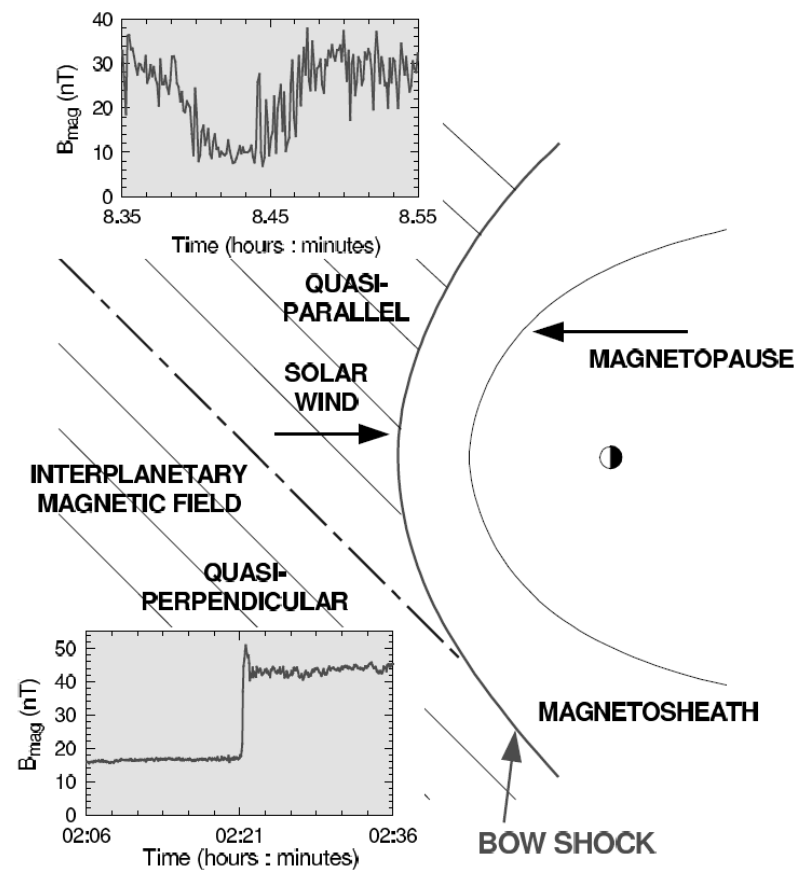 40
30
20
10
0
B_mag (nT)
8.35
8.45
8.55
Time (hours : minutes)
QUASI-
PARALLEL
MAGNETOPAUSE
SOLAR
WIND
INTERPLANETARY
MAGNETIC FIELD
QUASI-
PERPENDICULAR
50
40
30
20
10
0
B_mag (nT)
02:06
02:21
02:36
Time (hours : minutes)
MAGNETOSHEATH
BOW SHOCK